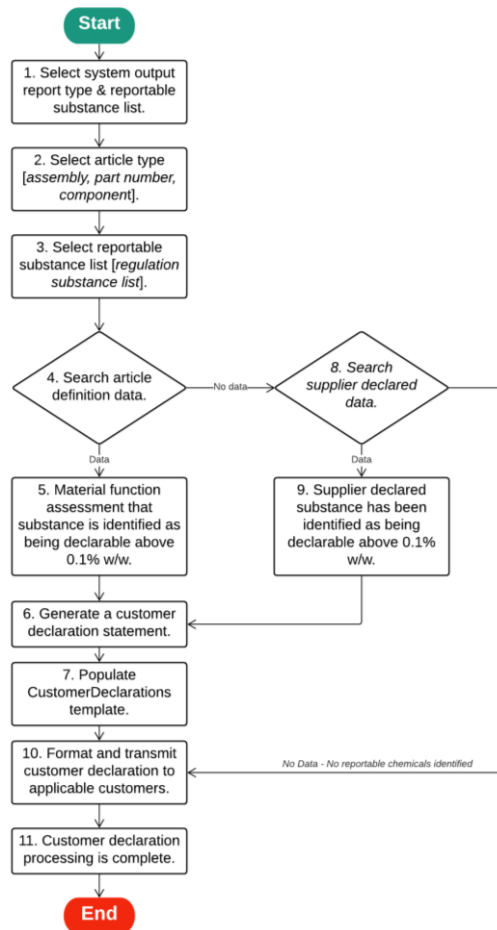 Start
1. Select system output
report type & reportable
substance list.
2. Select article type
[assembly, part number,
component].
3. Select reportable
substance list [regulation
substance list].
4. Search article
definition data.
No data
8. Search
supplier declared
data.
Data
Data
5. Material function
assessment that
substance is identified as
being declarable above
0.1% w/w.
9. Supplier declared
substance has been
identified as being
declarable above 0.1%
w/w.
6. Generate a customer
declaration statement.
7. Populate
CustomerDeclarations
template.
10. Format and transmit
customer declaration to
applicable customers.
No Data - No reportable chemicals identified
11. Customer declaration
processing is complete.
End